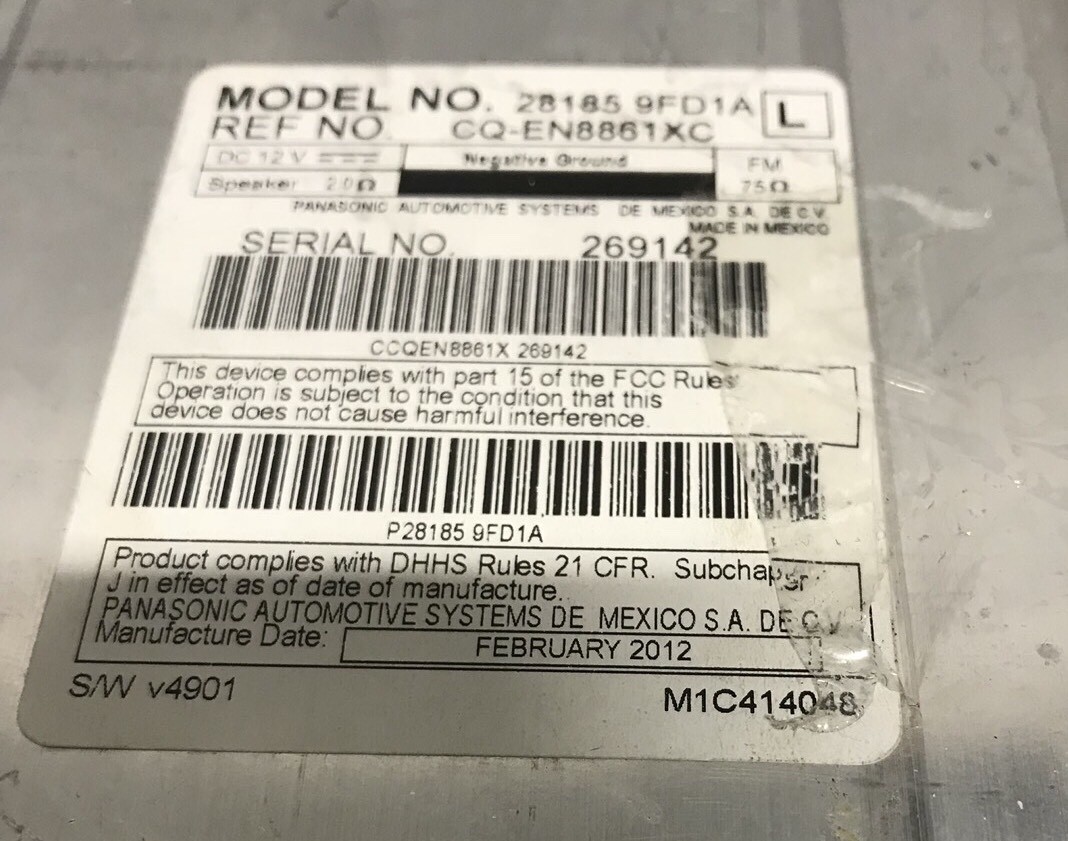 MODEL NO. 28185 9FD1A L
REF NO. CQ-EN8861XC
DC 12V Negative Ground FM
Speaker 2.0Ω 75Ω
PANASONIC AUTOMOTIVE SYSTEMS DE MEXICO S.A. DE C.V.
MADE IN MEXICO
SERIAL NO. 269142
CCQEN8861X 269142
This device complies with part 15 of the FCC Rules
Operation is subject to the condition that this
device does not cause harmful interference.
P28185 9FD1A
Product complies with DHHS Rules 21 CFR. Subchapter
J in effect as of date of manufacture.
PANASONIC AUTOMOTIVE SYSTEMS DE MEXICO S.A. DE C.V.
Manufacture Date: FEBRUARY 2012
S/W v4901 M1C414048